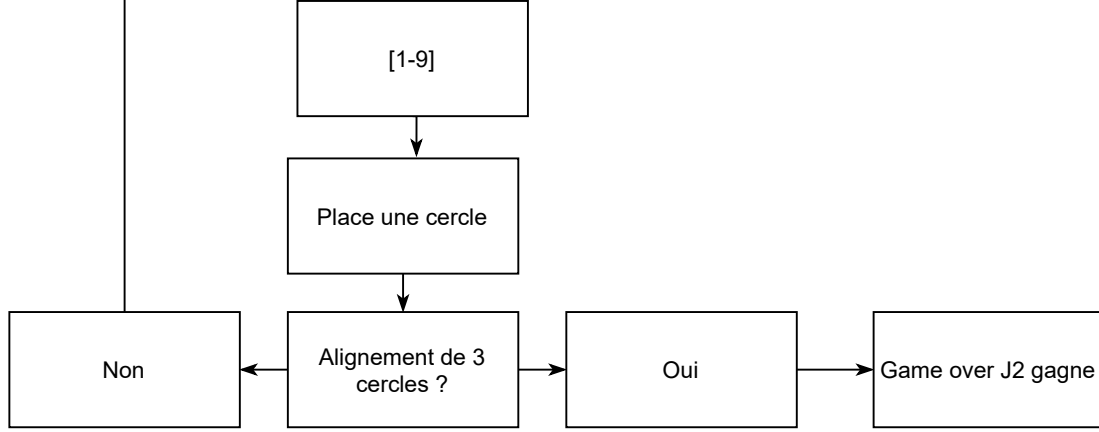 [1-9]
Place une cercle
Non
Alignement de 3
cercles ?
Oui
Game over J2 gagne